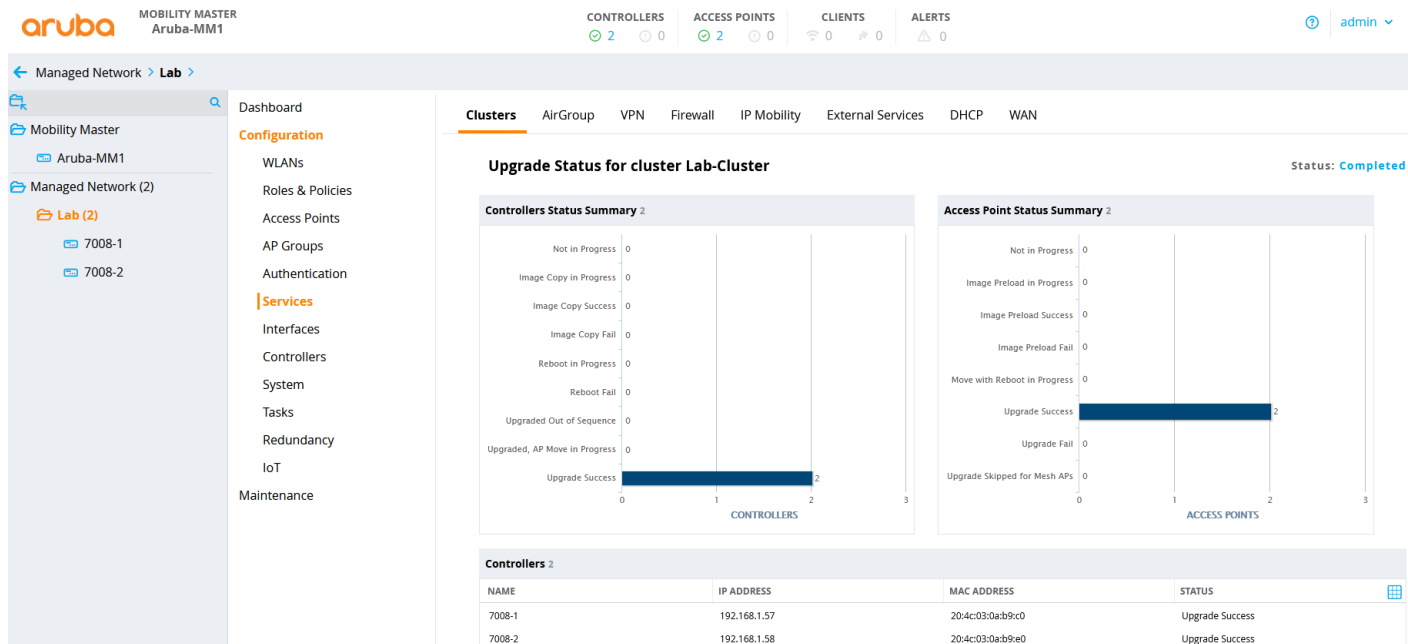 aruba
MOBILITY MASTER
Aruba-MM1
CONTROLLERS
2 0
ACCESS POINTS
2 0
CLIENTS
0 0
ALERTS
0
? admin
Managed Network > Lab >
Mobility Master
Aruba-MM1
Managed Network (2)
Lab (2)
7008-1
7008-2
Dashboard
Configuration
WLANs
Roles & Policies
Access Points
AP Groups
Authentication
Services
Interfaces
Controllers
System
Tasks
Redundancy
IoT
Maintenance
Clusters AirGroup VPN Firewall IP Mobility External Services DHCP WAN
Upgrade Status for cluster Lab-Cluster
Status: Completed
Controllers Status Summary 2
Not in Progress 0
Image Copy in Progress 0
Image Copy Success 0
Image Copy Fail 0
Reboot in Progress 0
Reboot Fail 0
Upgraded Out of Sequence 0
Upgraded, AP Move in Progress 0
Upgrade Success 2
0 1 2 3
CONTROLLERS
Access Point Status Summary 2
Not in Progress 0
Image Preload in Progress 0
Image Preload Success 0
Image Preload Fail 0
Move with Reboot in Progress 0
Upgrade Success 2
Upgrade Fail 0
Upgrade Skipped for Mesh APs 0
0 1 2 3
ACCESS POINTS
Controllers 2
NAME IP ADDRESS MAC ADDRESS STATUS
7008-1 192.168.1.57 20:4c:03:0a:b9:c0 Upgrade Success
7008-2 192.168.1.58 20:4c:03:0a:b9:e0 Upgrade Success